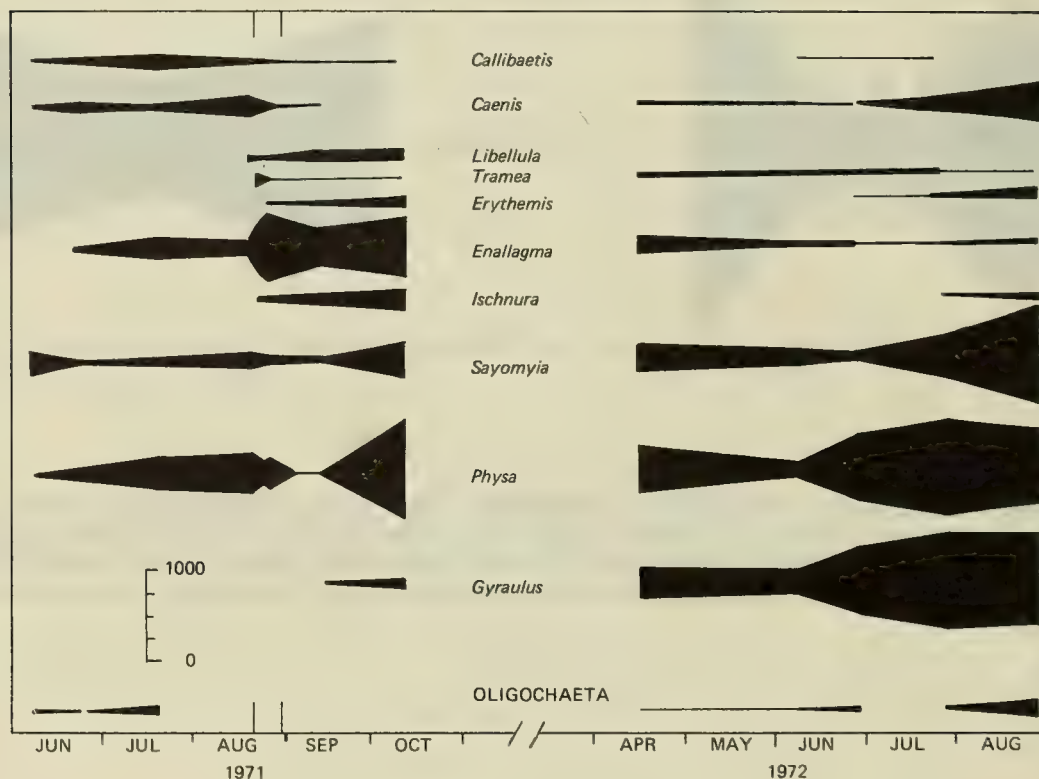 Callibaetis
Caenis
Libellula
Tramea
Erythemis
Enallagma
Ischnura
Sayomyia
Physa
1000
Gyraulus
0
OLIGOCHAETA
JUN JUL AUG SEP OCT APR MAY JUN JUL AUG
1971 1972